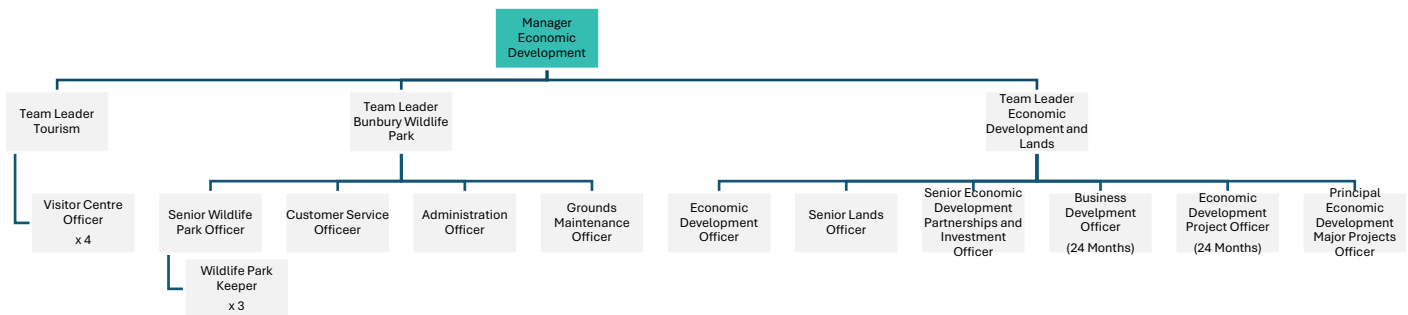 Manager
Economic
Development
Team Leader
Tourism
Team Leader
Bunbury Wildlife
Park
Team Leader
Economic
Development and
Lands
Visitor Centre
Officer
x 4
Senior Wildlife
Park Officer
Customer Service
Officeer
Administration
Officer
Grounds
Maintenance
Officer
Economic
Development
Officer
Senior Lands
Officer
Senior Economic
Development
Partnerships and
Investment
Officer
Business
Develpment
Officer
(24 Months)
Economic
Development
Project Officer
(24 Months)
Principal
Economic
Development
Major Projects
Officer
Wildlife Park
Keeper
x 3